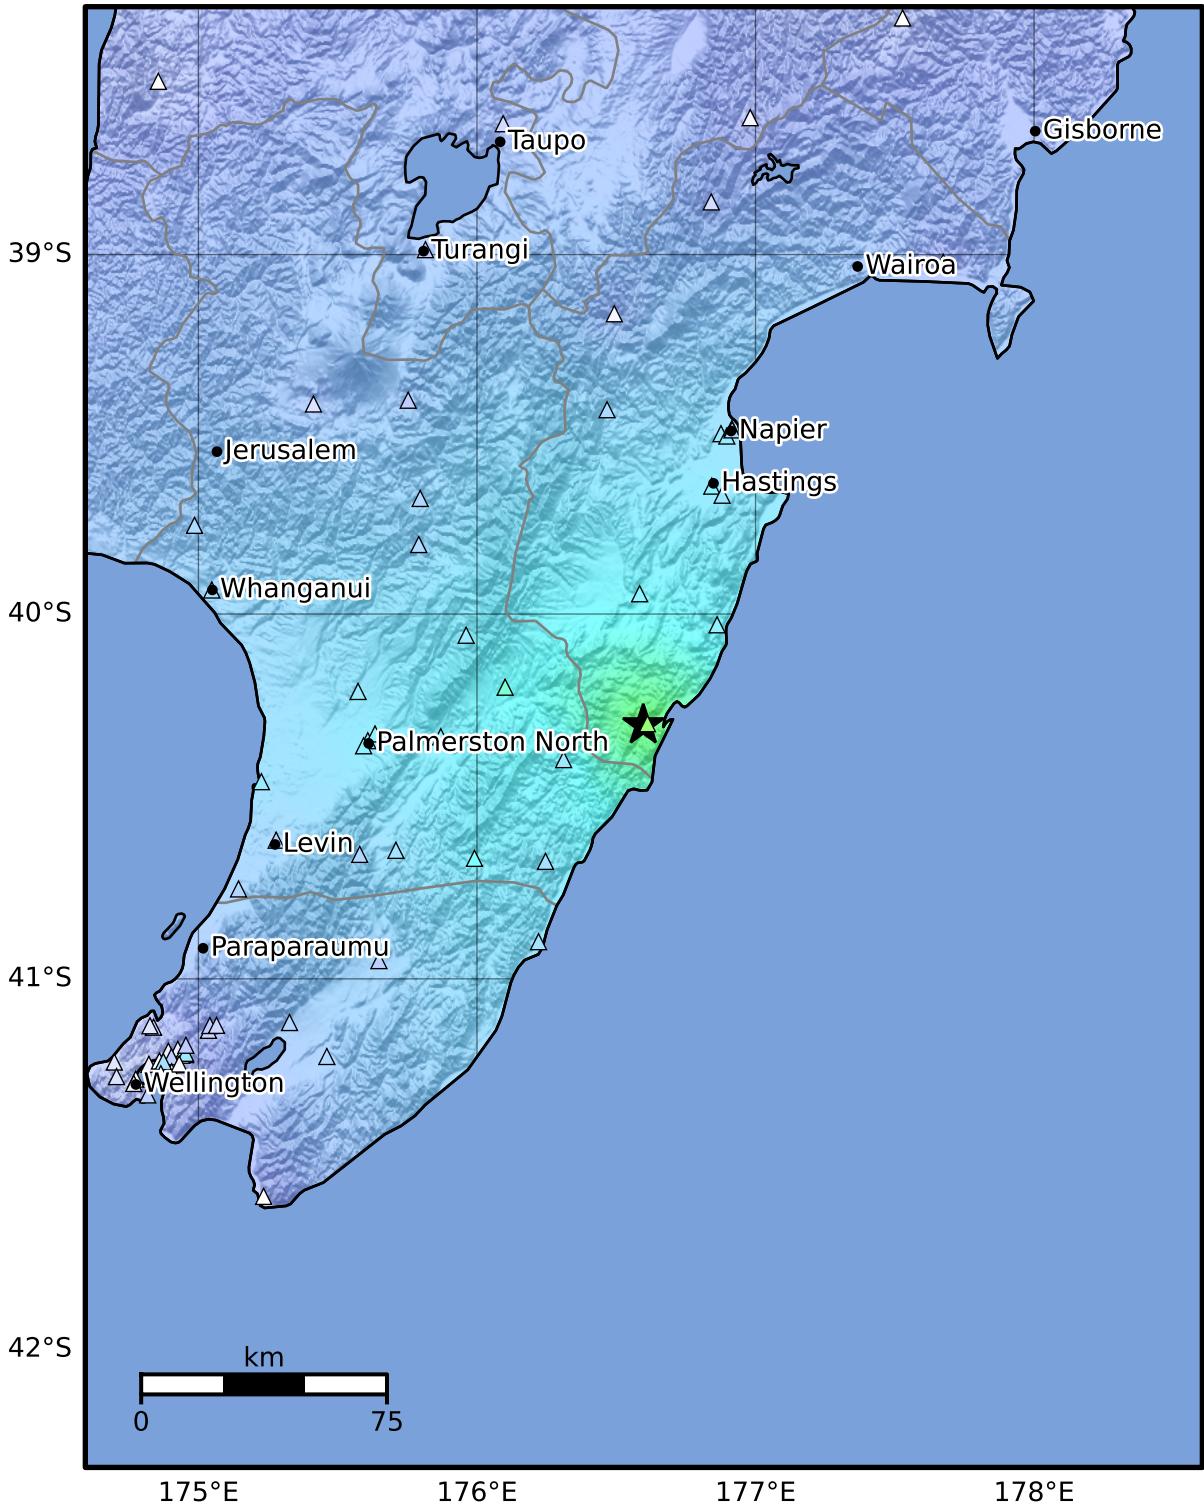 Gisborne
Taupo
39°S
Turangi
Wairoa
Napier
Jerusalem
Hastings
Whanganui
40°S
Palmerston North
Levin
Paraparaumu
41°S
Wellington
42°S
km
0
75
175°E
176°E
177°E
178°E